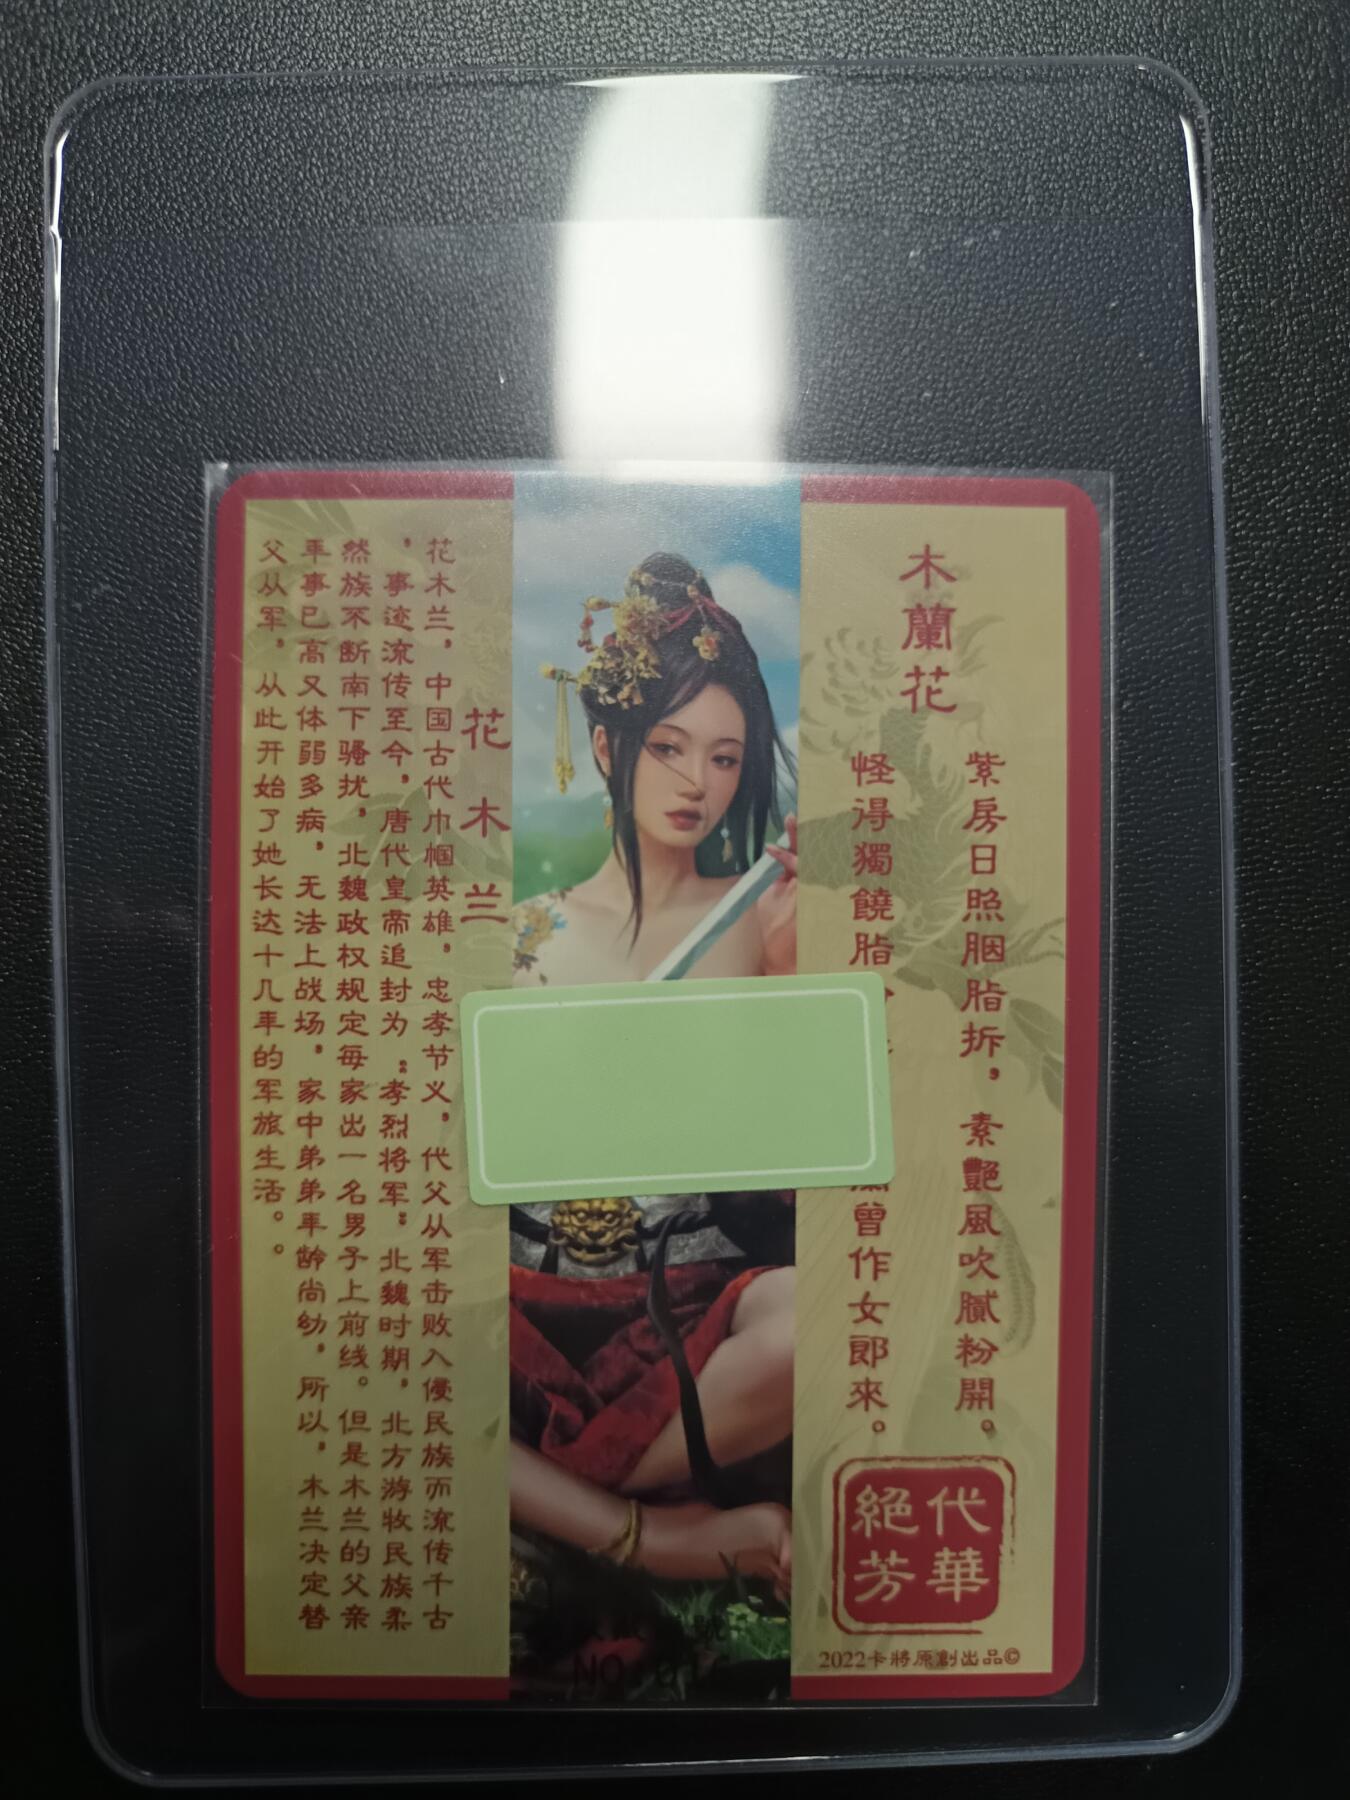 木蘭花
紫房日照胭脂拆，素艷風吹膩粉開。
怪得獨饒脂
曾作女郎來。
代華
絕芳
2022卡將原創出品©
花木兰
花木兰，中国古代巾帼英雄，忠孝节义，代父从军击败入侵民族而流传千古
，事迹流传至今，唐代皇帝追封为“孝烈将军”北魏时期，北方游牧民族柔
然族不断南下骚扰，北魏政权规定每家出一名男子上前线。但是木兰的父亲
年事已高又体弱多病，无法上战场，家中弟弟年龄尚幼，所以，木兰决定替
父从军，从此开始了她长达十几年的军旅生活。
NO:01